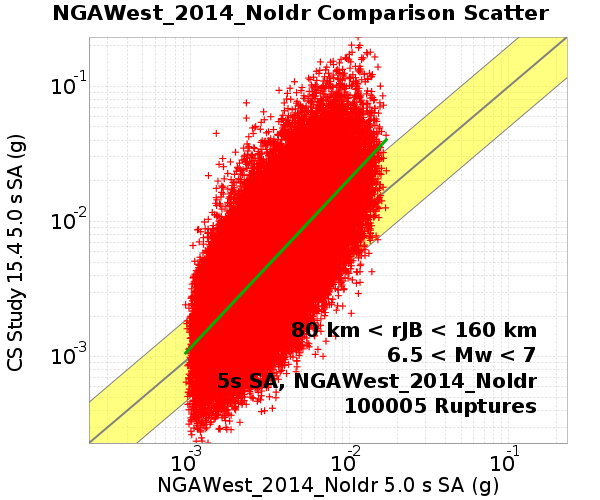 NGAWest_2014_NoIdr Comparison Scatter
CS Study 15.4 5.0 s SA (g)
10-1
10-2
10-3
80 km < rJB < 160 km
6.5 < Mw < 7
5s SA, NGAWest_2014_NoIdr
100005 Ruptures
10-3 10-2 10-1
NGAWest_2014_NoIdr 5.0 s SA (g)